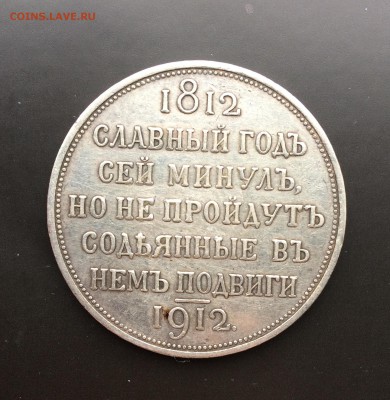 COINS.LAVE.RU
1812
СЛАВНЫЙ ГОДЪ
СЕЙ МИНУЛЪ,
НО НЕ ПРОЙДУТЪ
СОДѢЯННЫЕ ВЪ
НЕМЪ ПОДВИГИ
1912.